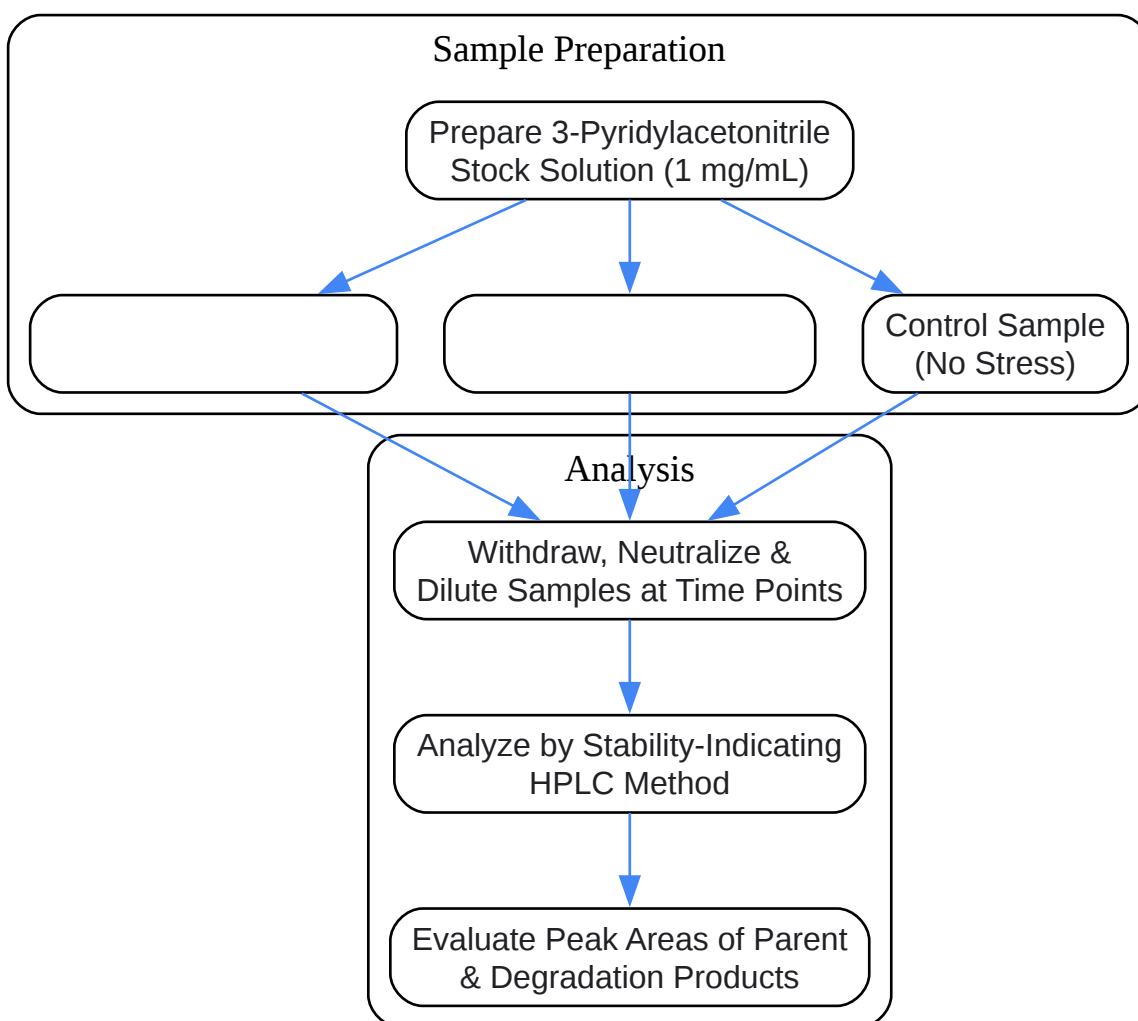 Sample Preparation
Prepare 3-Pyridylacetonitrile
Stock Solution (1 mg/mL)
Control Sample
(No Stress)
Analysis
Withdraw, Neutralize &
Dilute Samples at Time Points
Analyze by Stability-Indicating
HPLC Method
Evaluate Peak Areas of Parent
& Degradation Products